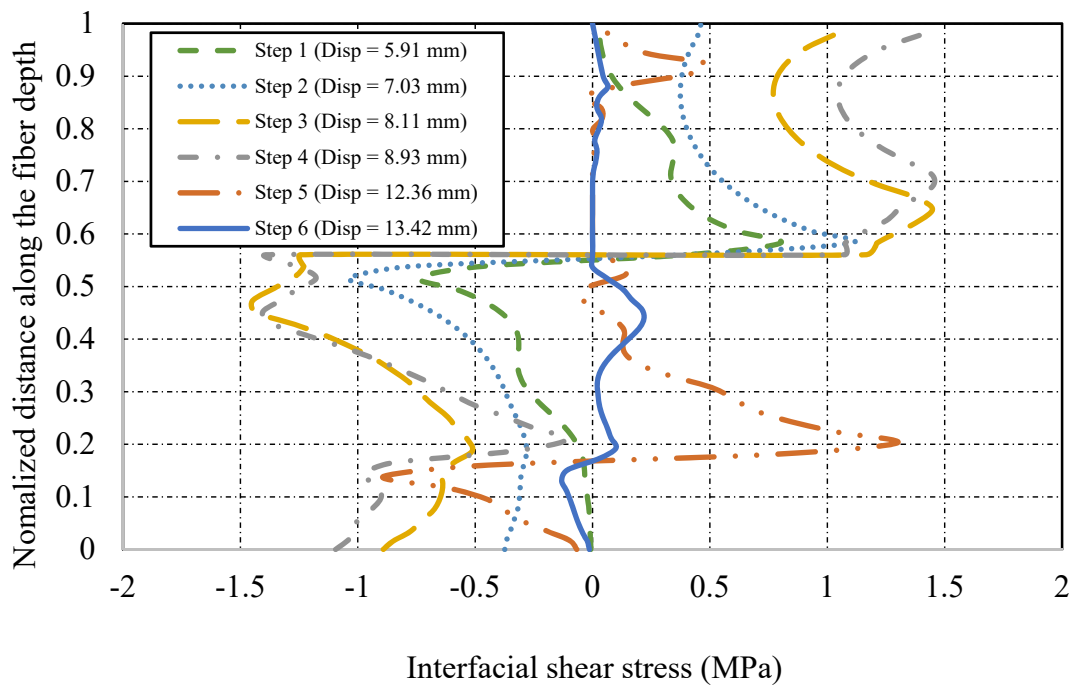 Nomalized distance along the fiber depth
1
0.9
0.8
0.7
0.6
0.5
0.4
0.3
0.2
0.1
0
Step 1 (Disp = 5.91 mm)
Step 2 (Disp = 7.03 mm)
Step 3 (Disp = 8.11 mm)
Step 4 (Disp = 8.93 mm)
Step 5 (Disp = 12.36 mm)
Step 6 (Disp = 13.42 mm)
-2 -1.5 -1 -0.5 0 0.5 1 1.5 2
Interfacial shear stress (MPa)